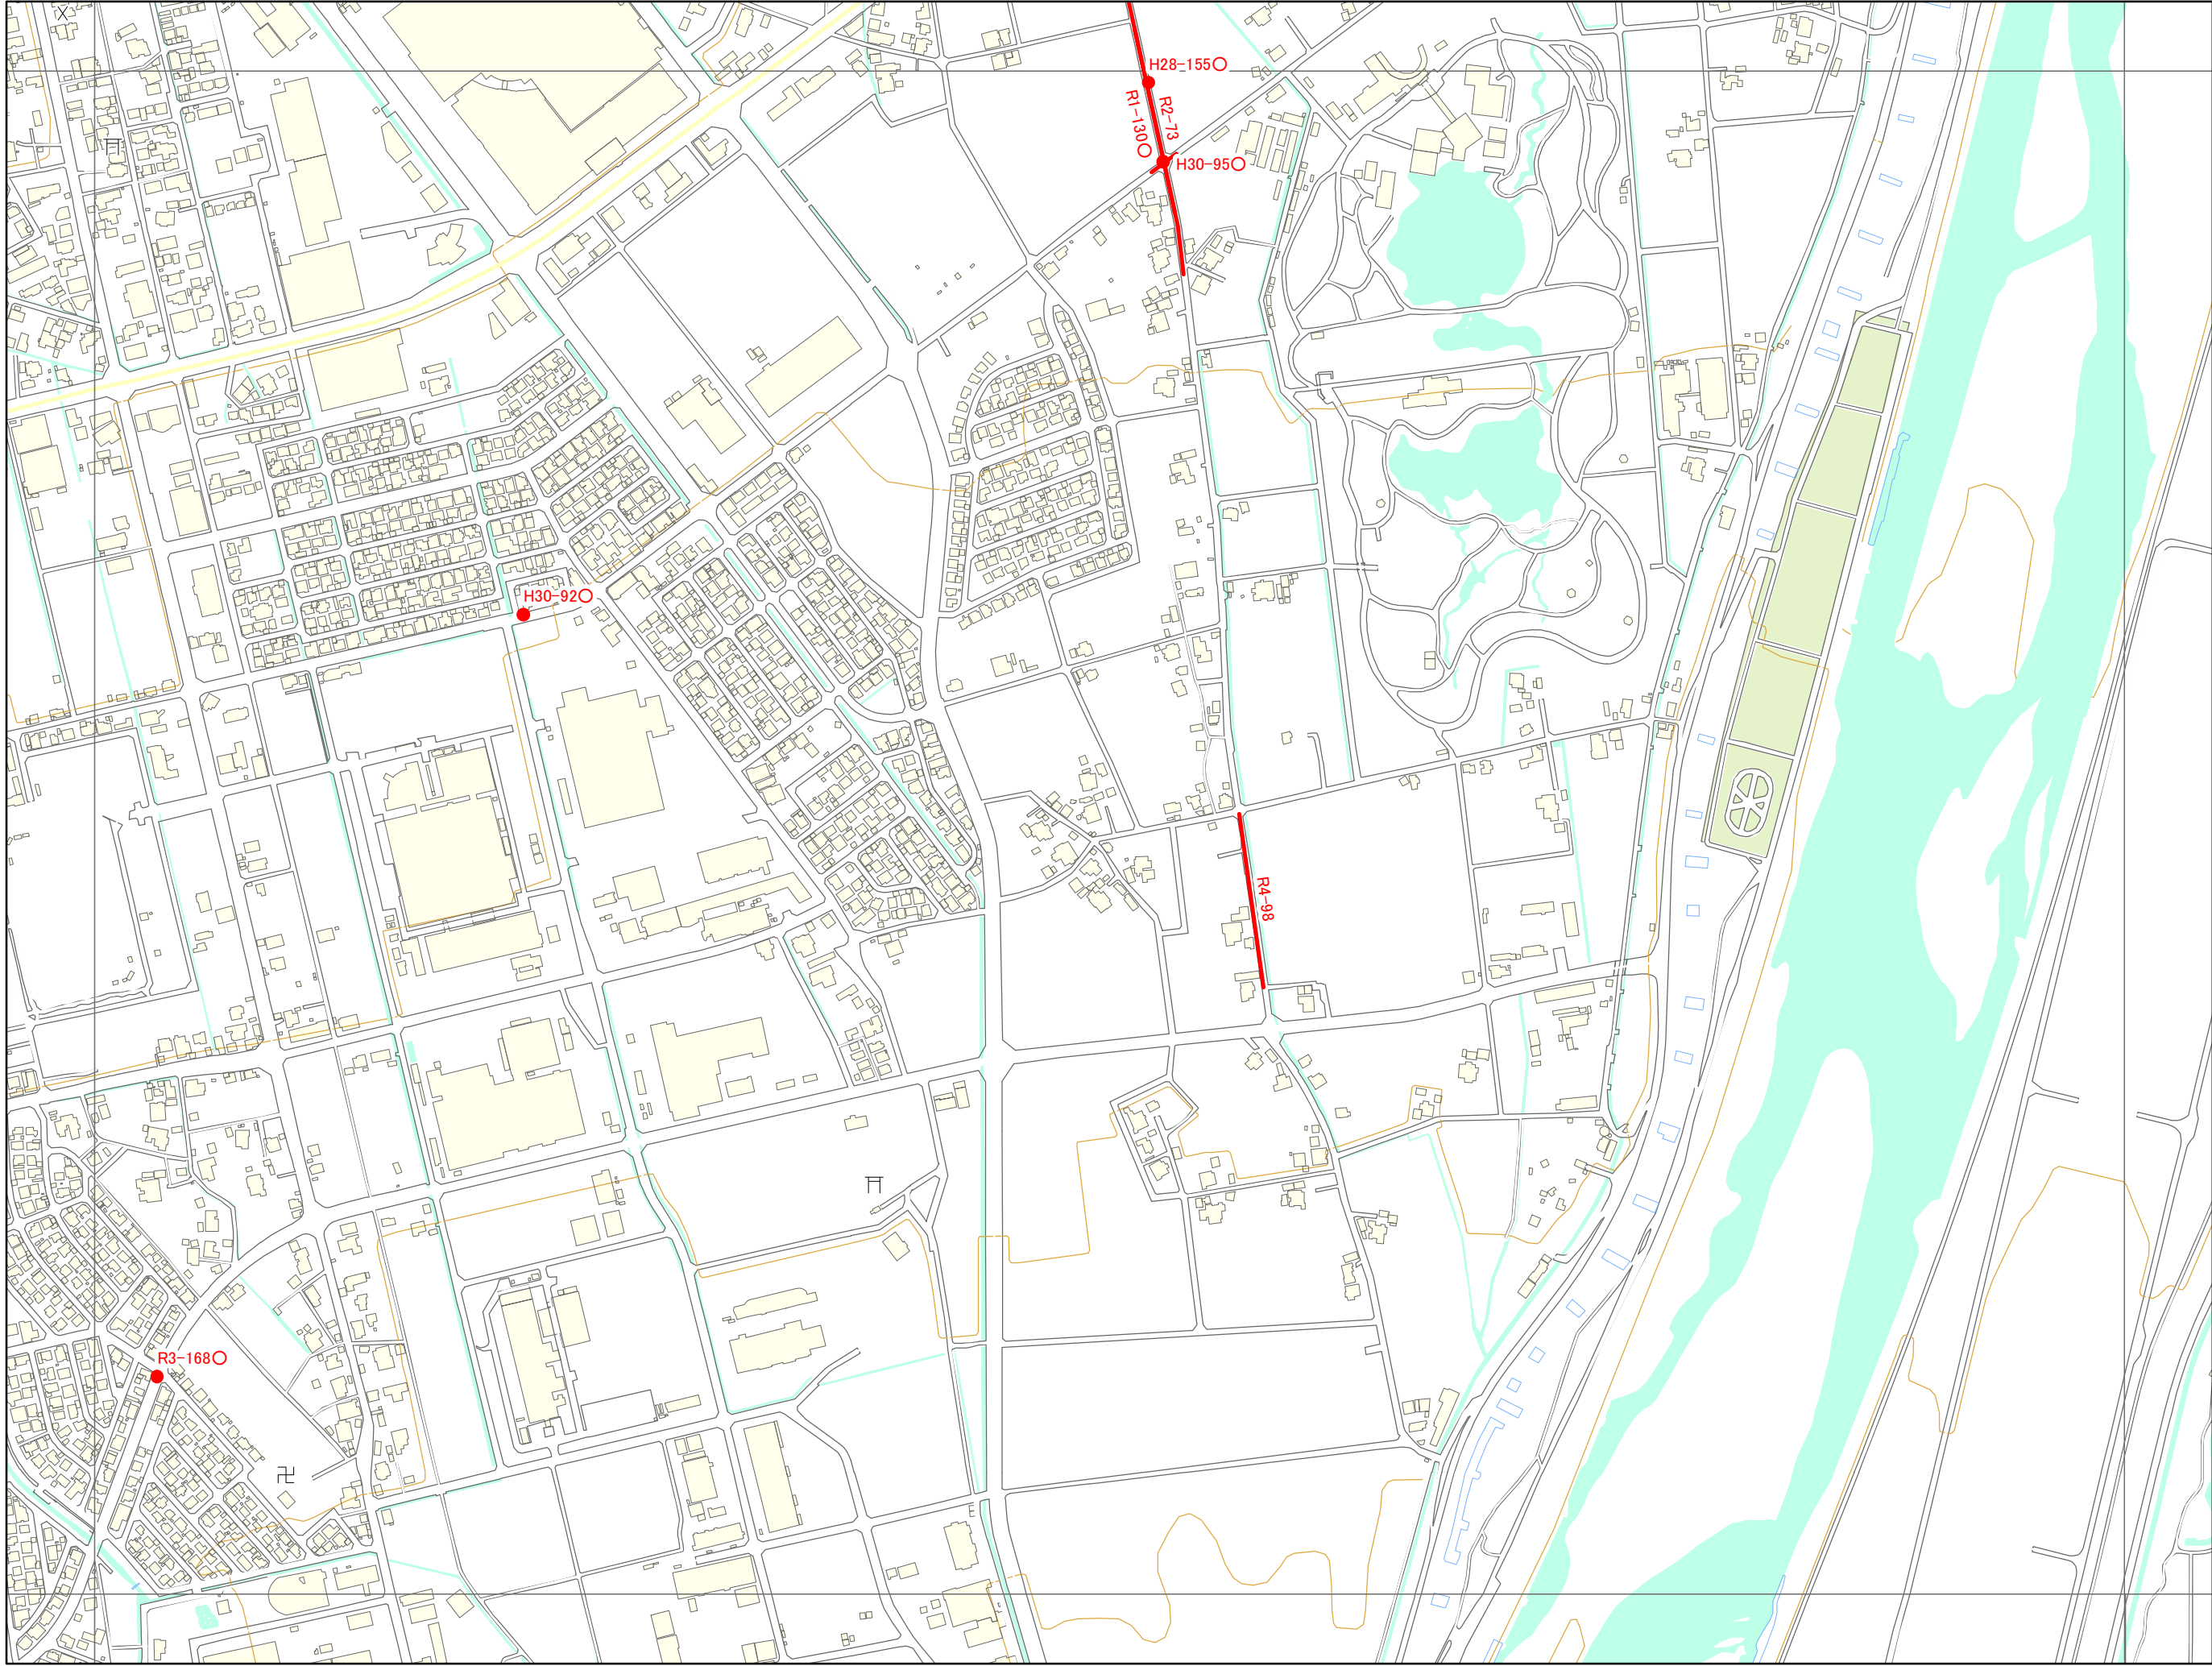 H28-155○
R2-73
R1-130○
H30-95○
H30-92○
R4-98
R3-168○